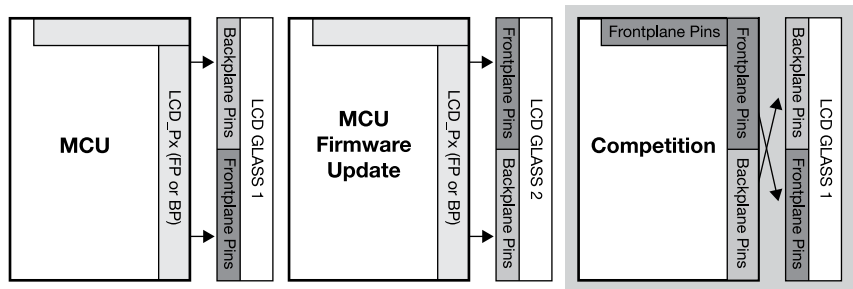 MCU
LCD_Px (FP or BP)
Backplane Pins
Frontplane Pins
LCD GLASS 1
MCU
Firmware
Update
LCD_Px (FP or BP)
Frontplane Pins
Backplane Pins
LCD GLASS 2
Frontplane Pins
Competition
Frontplane Pins
Backplane Pins
Backplane Pins
Frontplane Pins
LCD GLASS 1